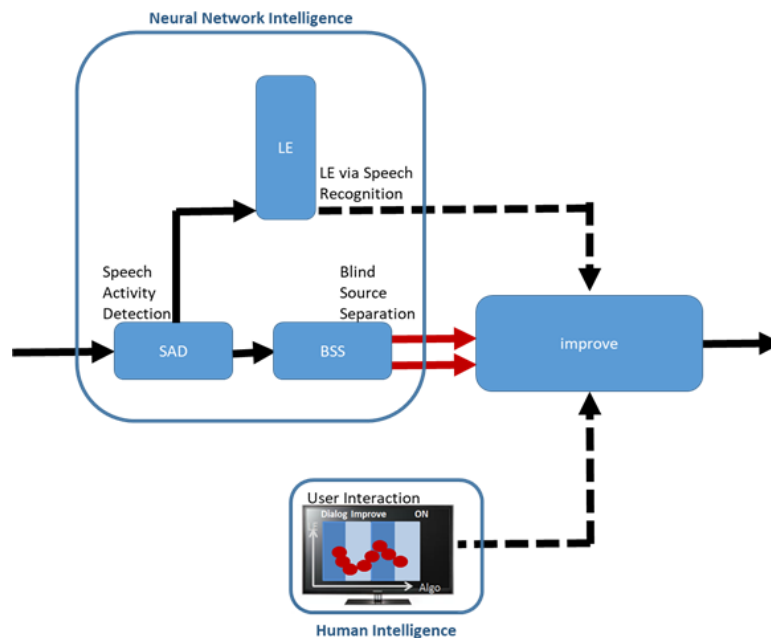 Neural Network Intelligence
LE
LE via Speech
Recognition
Speech
Activity
Detection
Blind
Source
Separation
SAD
BSS
improve
User Interaction
Dialog Improve ON
LE
Algo
Human Intelligence